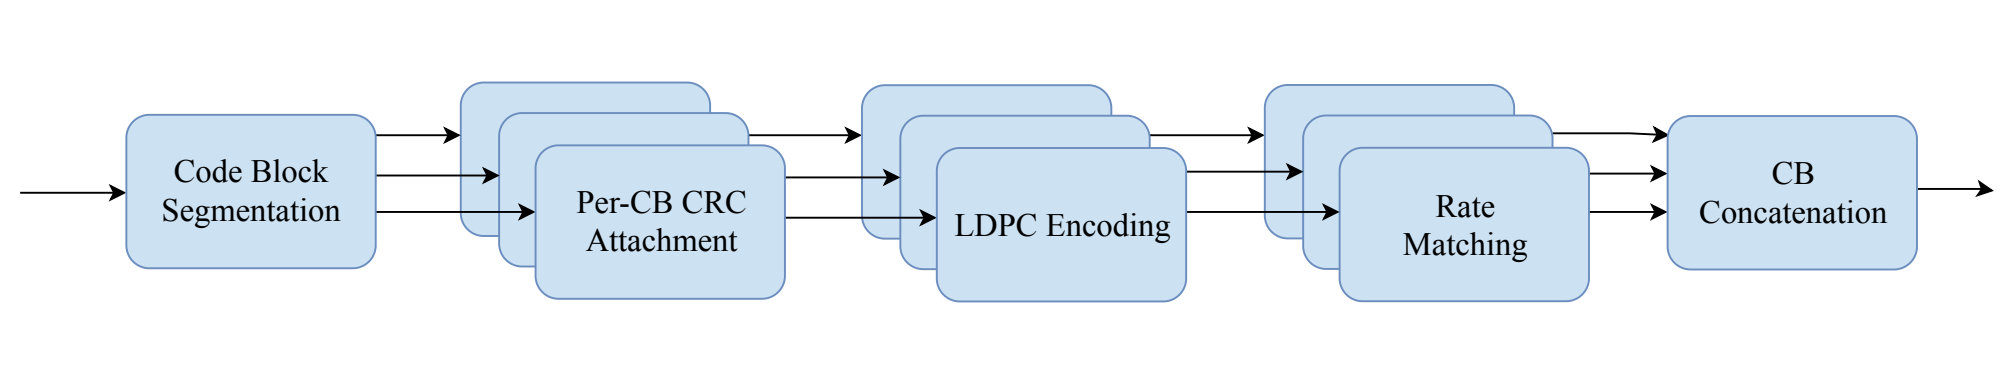 Code Block
Segmentation
Per-CB CRC
Attachment
LDPC Encoding
Rate
Matching
CB
Concatenation